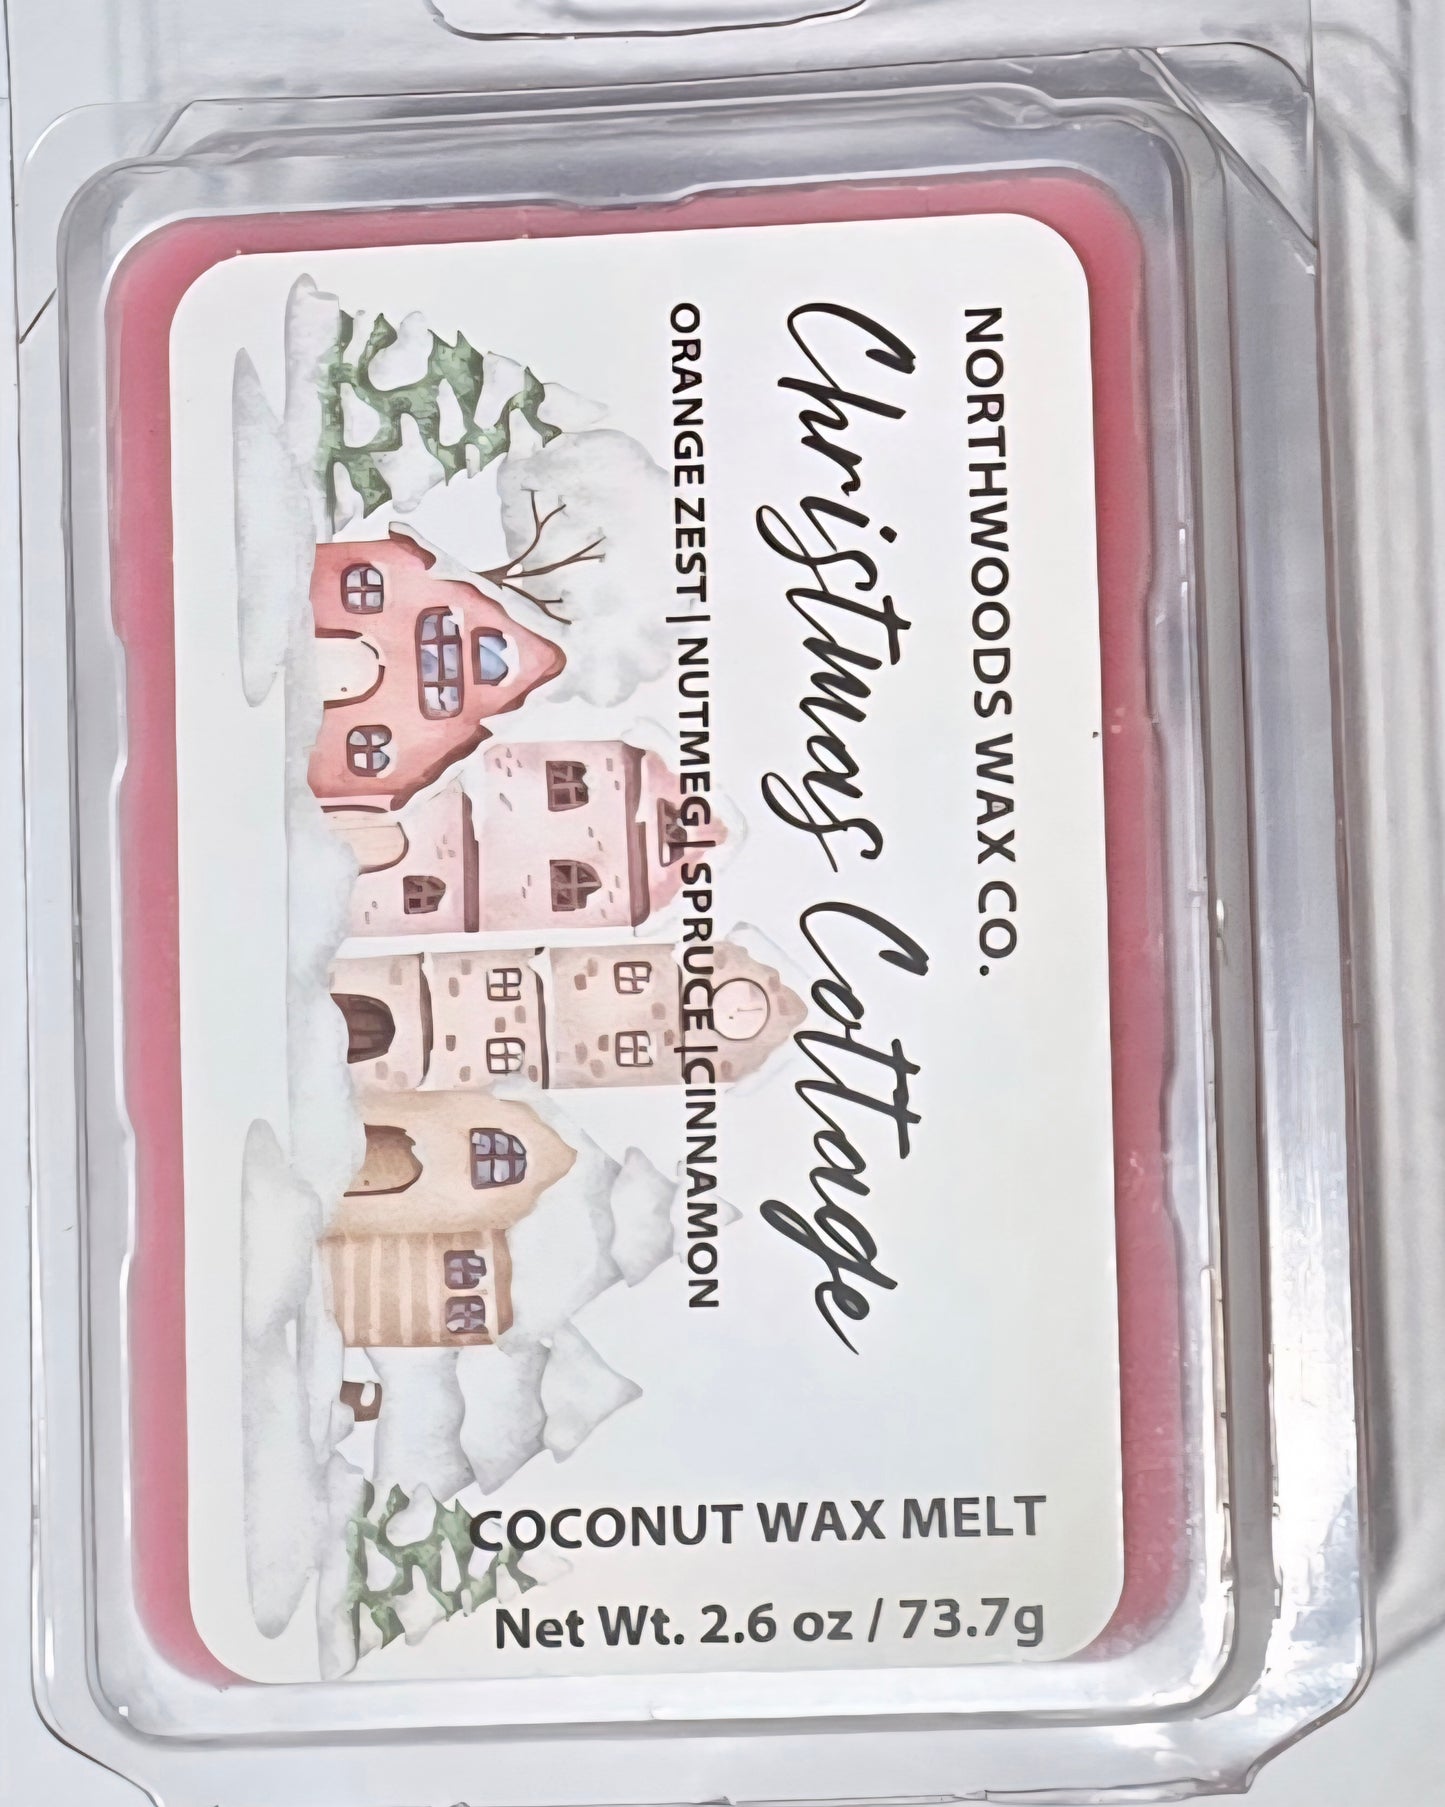 NORTHWOODS WAX CO.
Christmas Cottage
ORANGE ZEST | NUTMEG | SPRUCE | CINNAMON
COCONUT WAX MELT
Net Wt. 2.6 oz / 73.7g